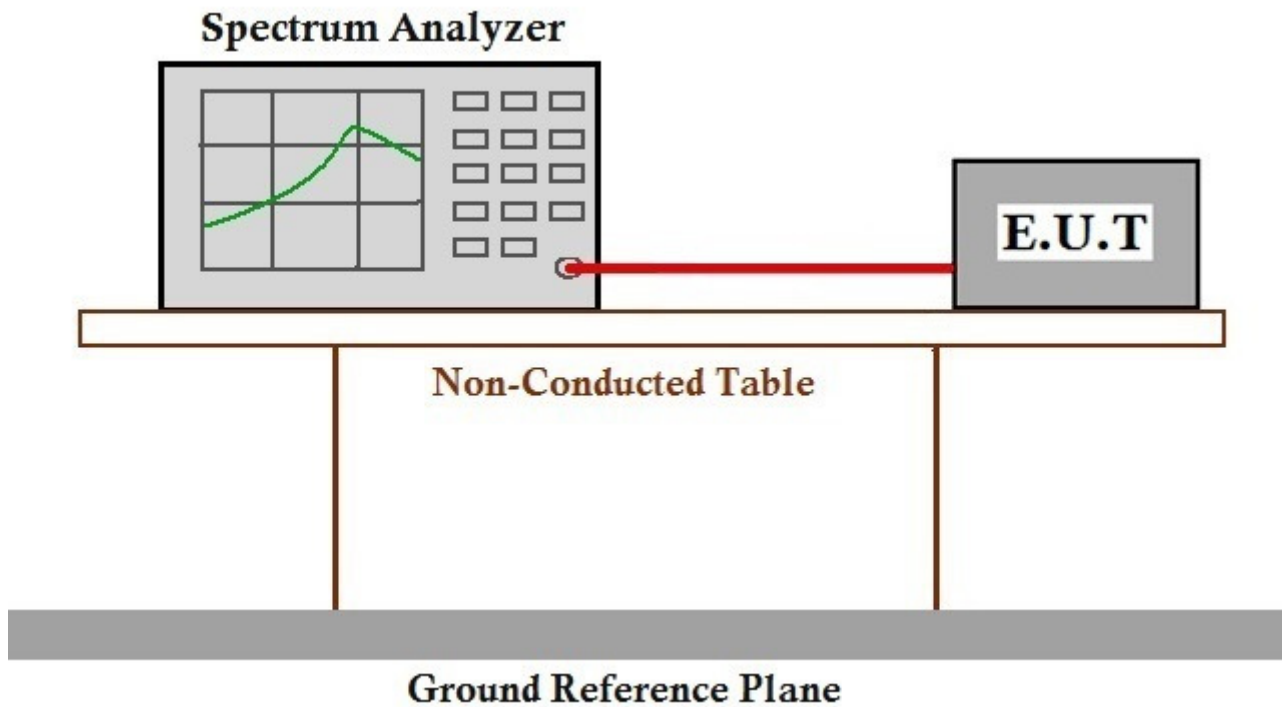 Spectrum Analyzer
E.U.T
Non-Conducted Table
Ground Reference Plane